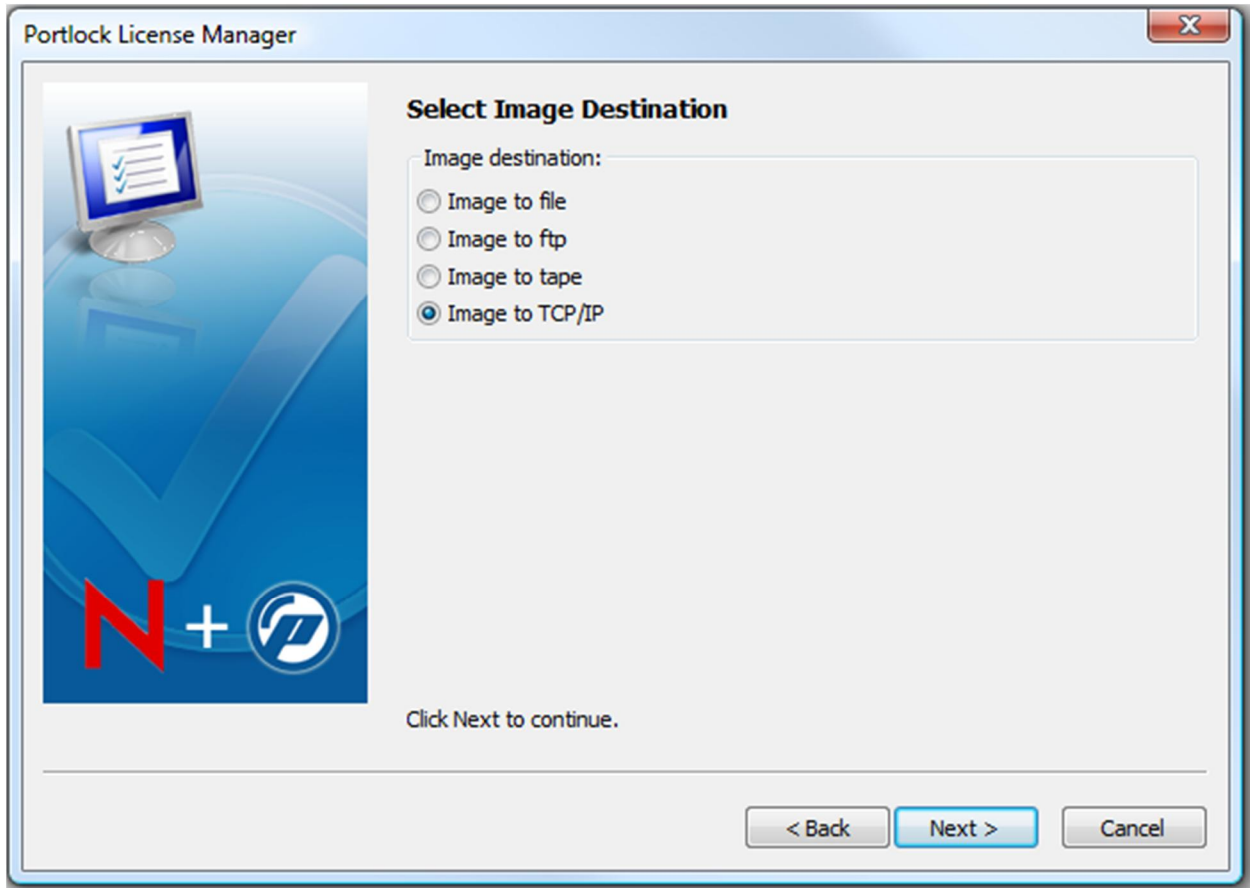 Portlock License Manager
Select Image Destination
Image destination:
Image to file
Image to ftp
Image to tape
Image to TCP/IP
N +
Click Next to continue.
< Back
Next >
Cancel